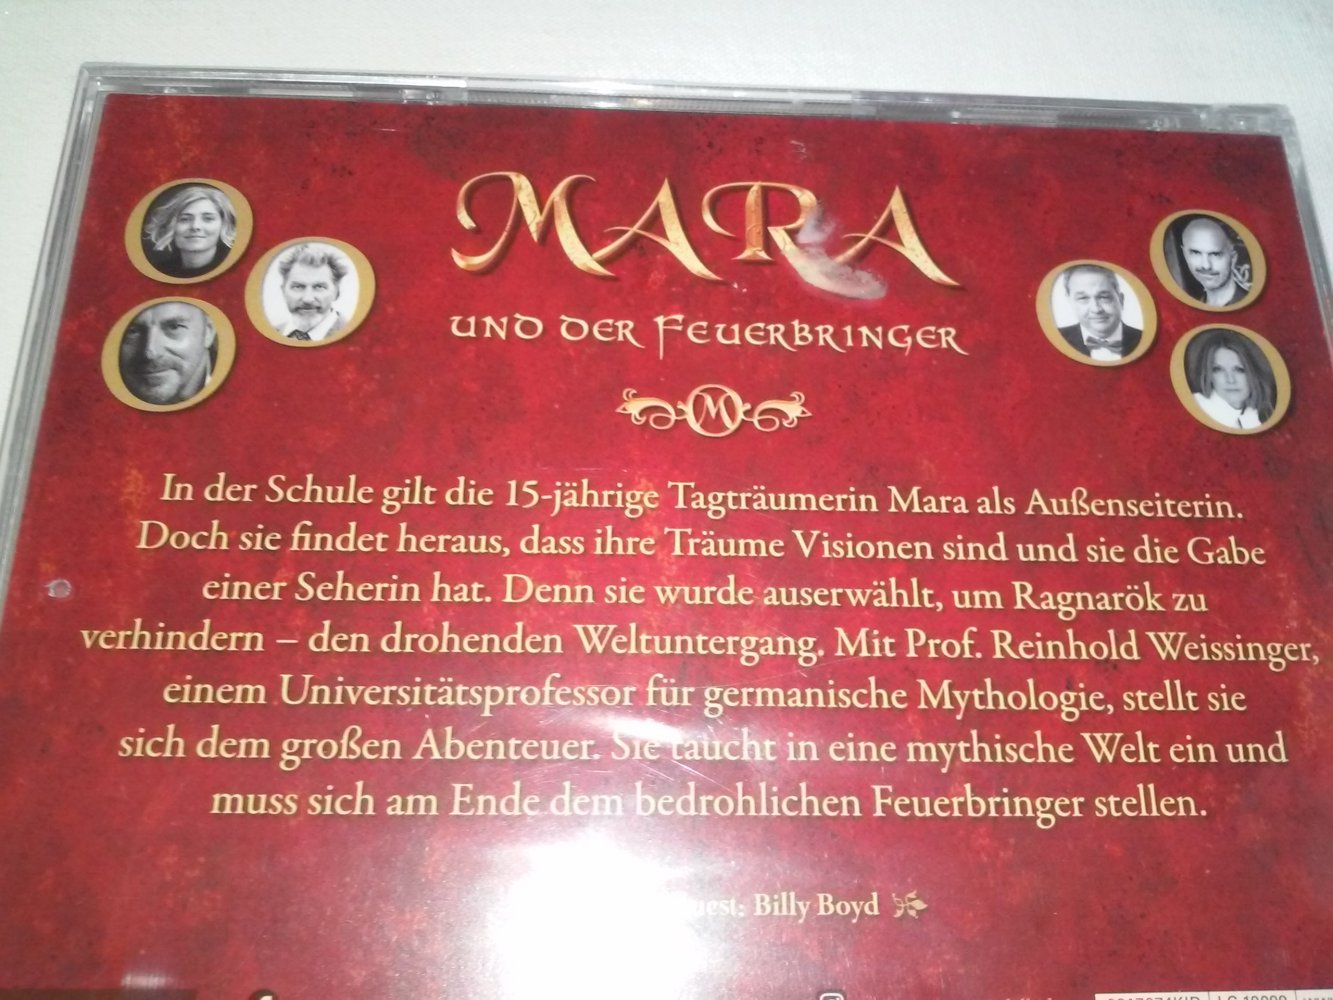 MARA
UND DER FEUERBRINGER
M
In der Schule gilt die 15-jährige Tagträumerin Mara als Außenseiterin.
Doch sie findet heraus, dass ihre Träume Visionen sind und sie die Gabe
einer Seherin hat. Denn sie wurde auserwählt, um Ragnarök zu
verhindern – den drohenden Weltuntergang. Mit Prof. Reinhold Weissinger,
einem Universitätsprofessor für germanische Mythologie, stellt sie
sich dem großen Abenteuer. Sie taucht in eine mythische Welt ein und
muss sich am Ende dem bedrohlichen Feuerbringer stellen.
Billy Boyd